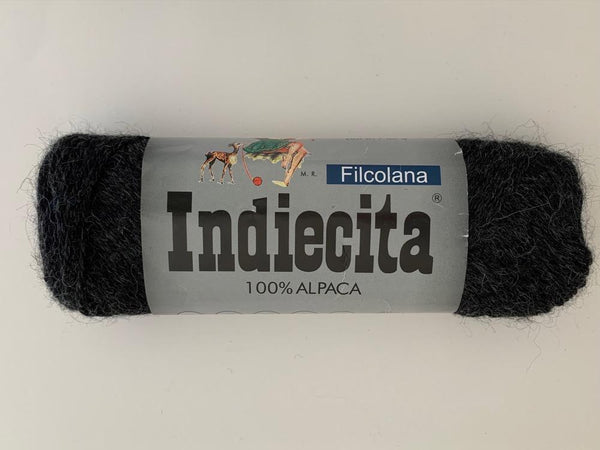 M. R.
Filcolana
Indiecita ®
100% ALPACA